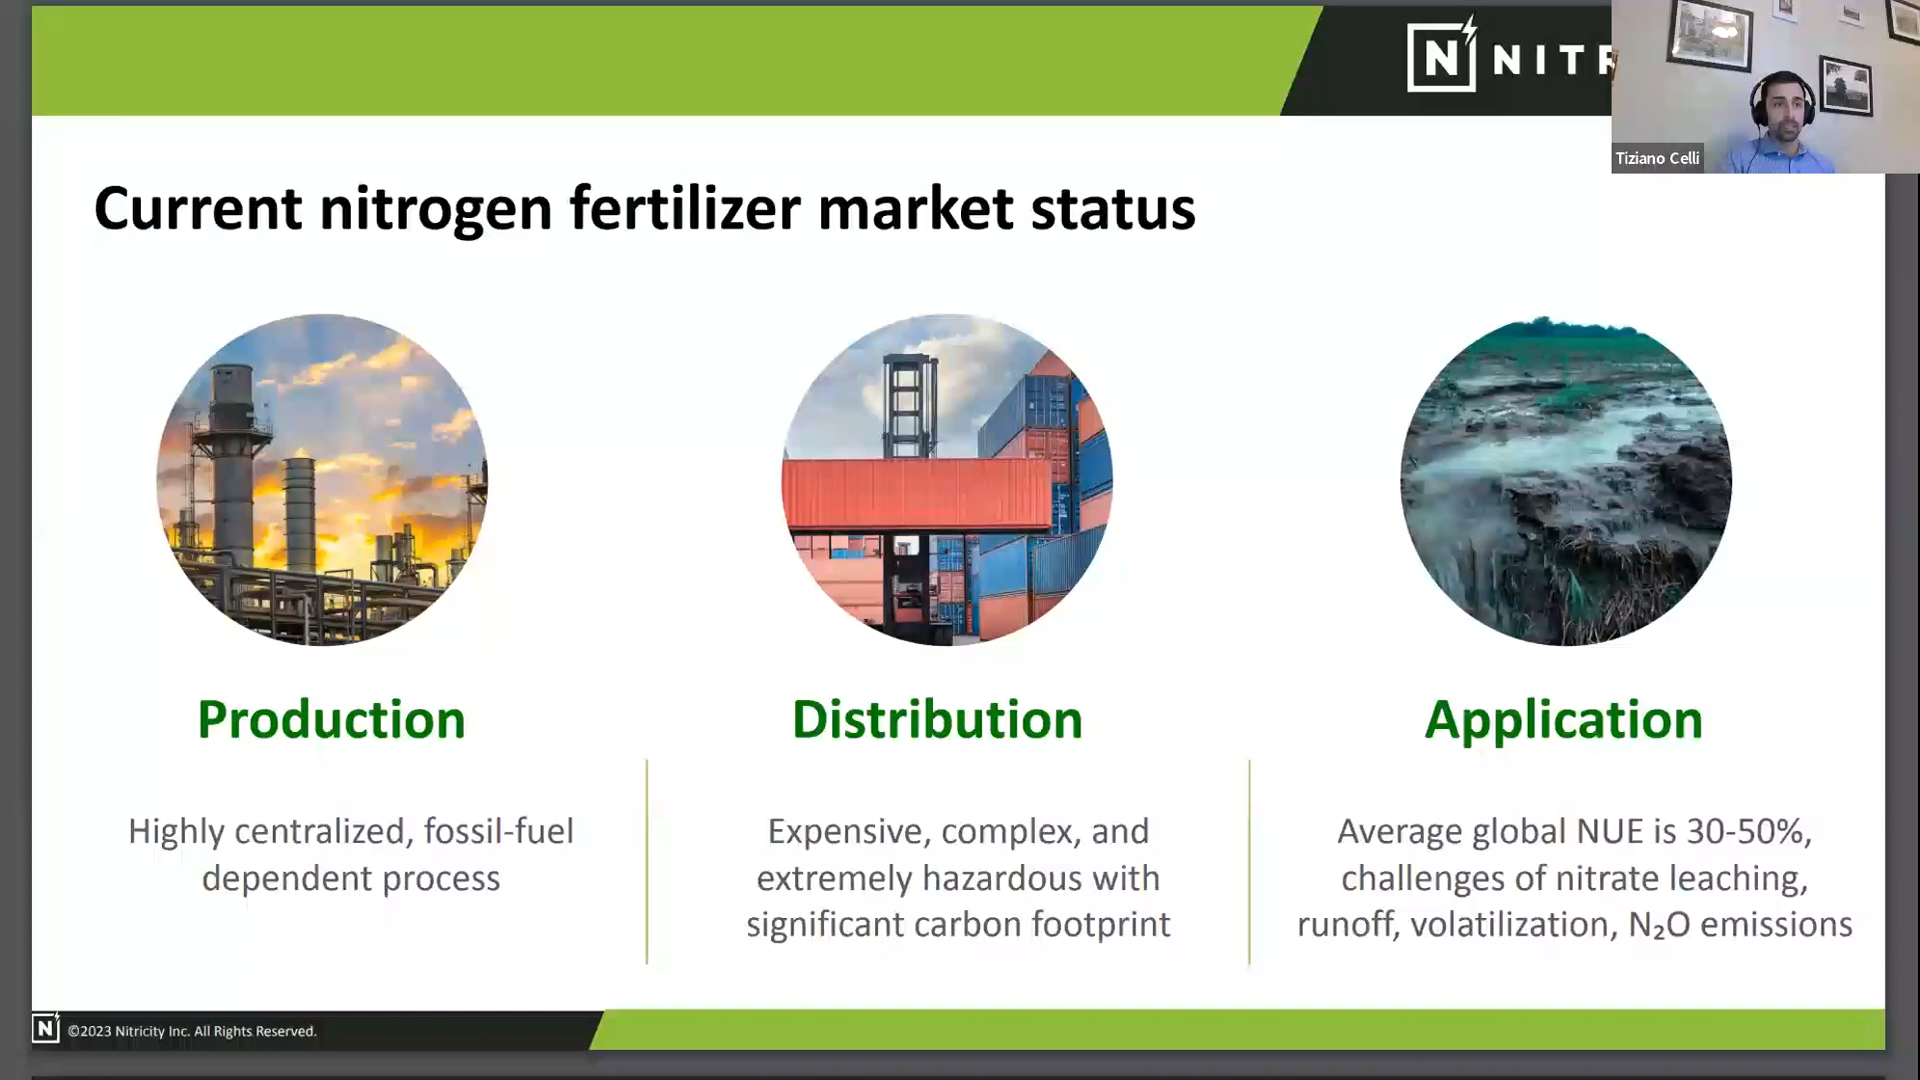 N NITR
Tiziano Celli
Current nitrogen fertilizer market status
Production
Highly centralized, fossil-fuel
dependent process
Distribution
Expensive, complex, and
extremely hazardous with
significant carbon footprint
Application
Average global NUE is 30-50%,
challenges of nitrate leaching,
runoff, volatilization, N₂O emissions
N ©2023 Nitricity Inc. All Rights Reserved.